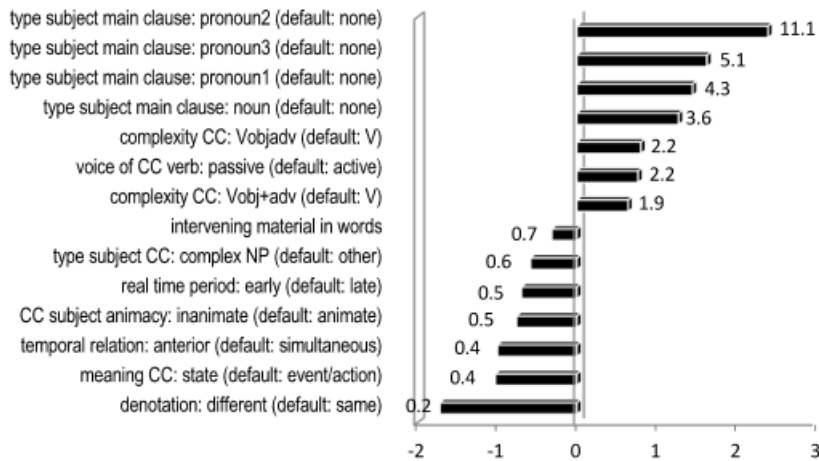 type subject main clause: pronoun2 (default: none) 11.1
type subject main clause: pronoun3 (default: none) 5.1
type subject main clause: pronoun1 (default: none) 4.3
type subject main clause: noun (default: none) 3.6
complexity CC: Vobjadv (default: V) 2.2
voice of CC verb: passive (default: active) 2.2
complexity CC: Vobj+adv (default: V) 1.9
intervening material in words 0.7
type subject CC: complex NP (default: other) 0.6
real time period: early (default: late) 0.5
CC subject animacy: inanimate (default: animate) 0.5
temporal relation: anterior (default: simultaneous) 0.4
meaning CC: state (default: event/action) 0.4
denotation: different (default: same) 0.2
-2 -1 0 1 2 3